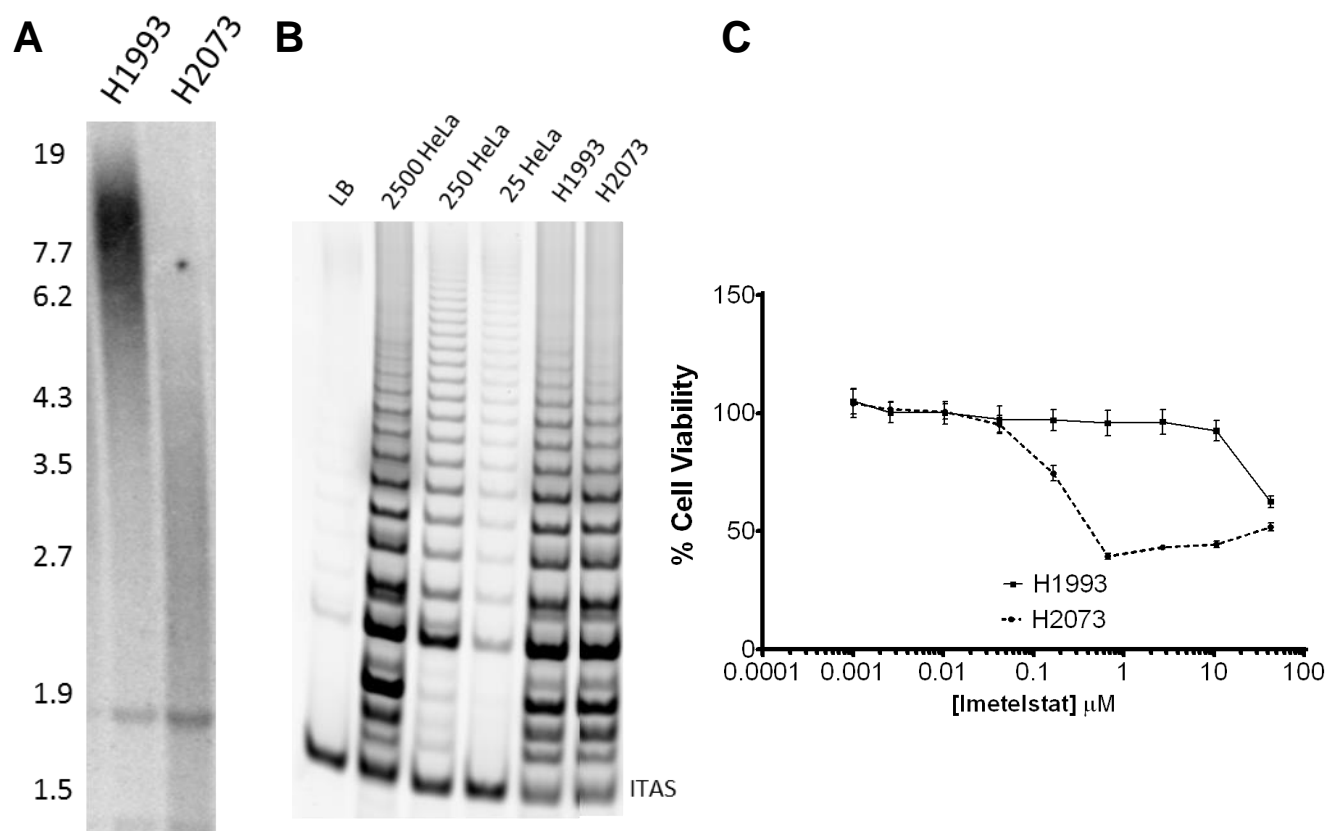 A
H1993
H2073
19
7.7
6.2
4.3
3.5
2.7
1.9
1.5
B
LB
2500 HeLa
250 HeLa
25 HeLa
H1993
H2073
ITAS
C
% Cell Viability
150
100
50
0
0.0001
0.001
0.01
0.1
1
10
100
[Imetelstat] μM
H1993
H2073